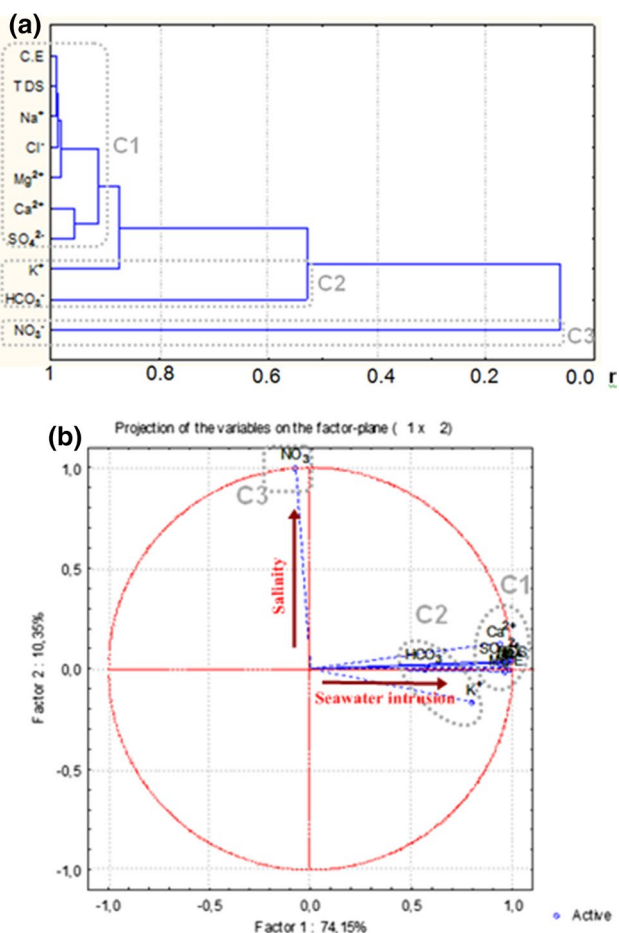 (a)
C.E
TDS
Na⁺
Cl⁻
Mg²⁺
Ca²⁺
SO₄²⁻
K⁺
HCO₃⁻
NO₃⁻
C1
C2
C3
1 0.8 0.6 0.4 0.2 0.0 r
(b)
Projection of the variables on the factor-plane ( 1 x 2)
1,0
0,5
0,0
-0,5
-1,0
Factor 2 : 10,35%
NO₃
C3
Salinity
C2
C1
HCO₃
Ca²⁺
SO
K⁺
Seawater intrusion
-1,0 -0,5 0,0 0,5 1,0
Factor 1 : 74,15%
Active